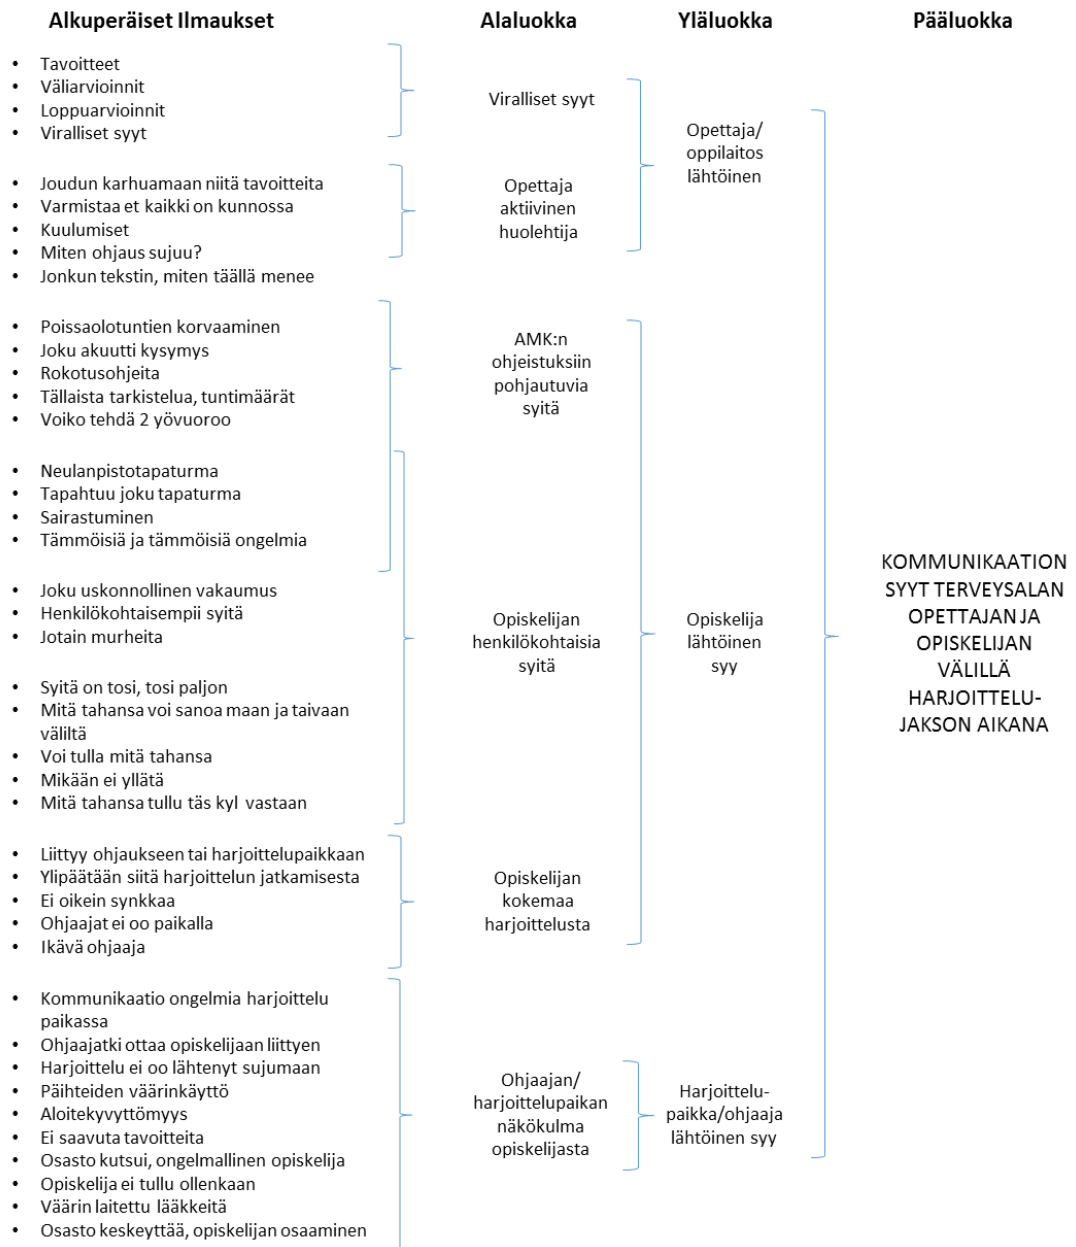 Alkuperäiset Ilmaukset
Alaluokka
Yläluokka
Pääluokka
• Tavoitteet
• Väliarvioinnit
• Loppuarvioinnit
• Viralliset syyt
Viralliset syyt
Opettaja/
oppilaitos
lähtöinen
• Joudun karhuamaan niitä tavoitteita
• Varmistaa et kaikki on kunnossa
• Kuulumiset
• Miten ohjaus sujuu?
• Jonkun tekstin, miten täällä menee
Opettaja
aktiivinen
huolehtija
• Poissaolotuntien korvaaminen
• Joku akuutti kysymys
• Rokotusohjeita
• Tällaista tarkistelua, tuntimäärät
• Voiko tehdä 2 yövuoroo
AMK:n
ohjeistuksiin
pohjautuvia
syitä
• Neulanpistotapaturma
• Tapahtuu joku tapaturma
• Sairastuminen
• Tämmöisiä ja tämmöisiä ongelmia
• Joku uskonnollinen vakaumus
• Henkilökohtaisempii syitä
• Jotain murheita
Opiskelijan
henkilökohtaisia
syitä
Opiskelija
lähtöinen
syy
KOMMUNIKAATION
SYYT TERVEYSALAN
OPETTAJAN JA
OPISKELIJAN
VÄLILLÄ
HARJOITTELU-
JAKSON AIKANA
• Syitä on tosi, tosi paljon
• Mitä tahansa voi sanoa maan ja taivaan
väliltä
• Voi tulla mitä tahansa
• Mikään ei yllätä
• Mitä tahansa tullu täs kyl vastaan
• Liittyy ohjaukseen tai harjoittelupaikkaan
• Ylipäätään siitä harjoittelun jatkamisesta
• Ei oikein synkkaa
• Ohjaajat ei oo paikalla
• Ikävä ohjaaja
Opiskelijan
kokemaa
harjoittelusta
• Kommunikaatio ongelmia harjoittelu
paikassa
• Ohjaajatki ottaa opiskelijaan liittyen
• Harjoittelu ei oo lähtenyt sujumaan
• Päihteiden väärinkäyttö
• Aloitekyvyttömyys
• Ei saavuta tavoitteita
• Osasto kutsui, ongelmallinen opiskelija
• Opiskelija ei tullu ollenkaan
• Väärin laitettu lääkkeitä
• Osasto keskeyttää, opiskelijan osaaminen
Ohjaajan/
harjoittelupaikan
näkökulma
opiskelijasta
Harjoittelu-
paikka/ohjaaja
lähtöinen syy